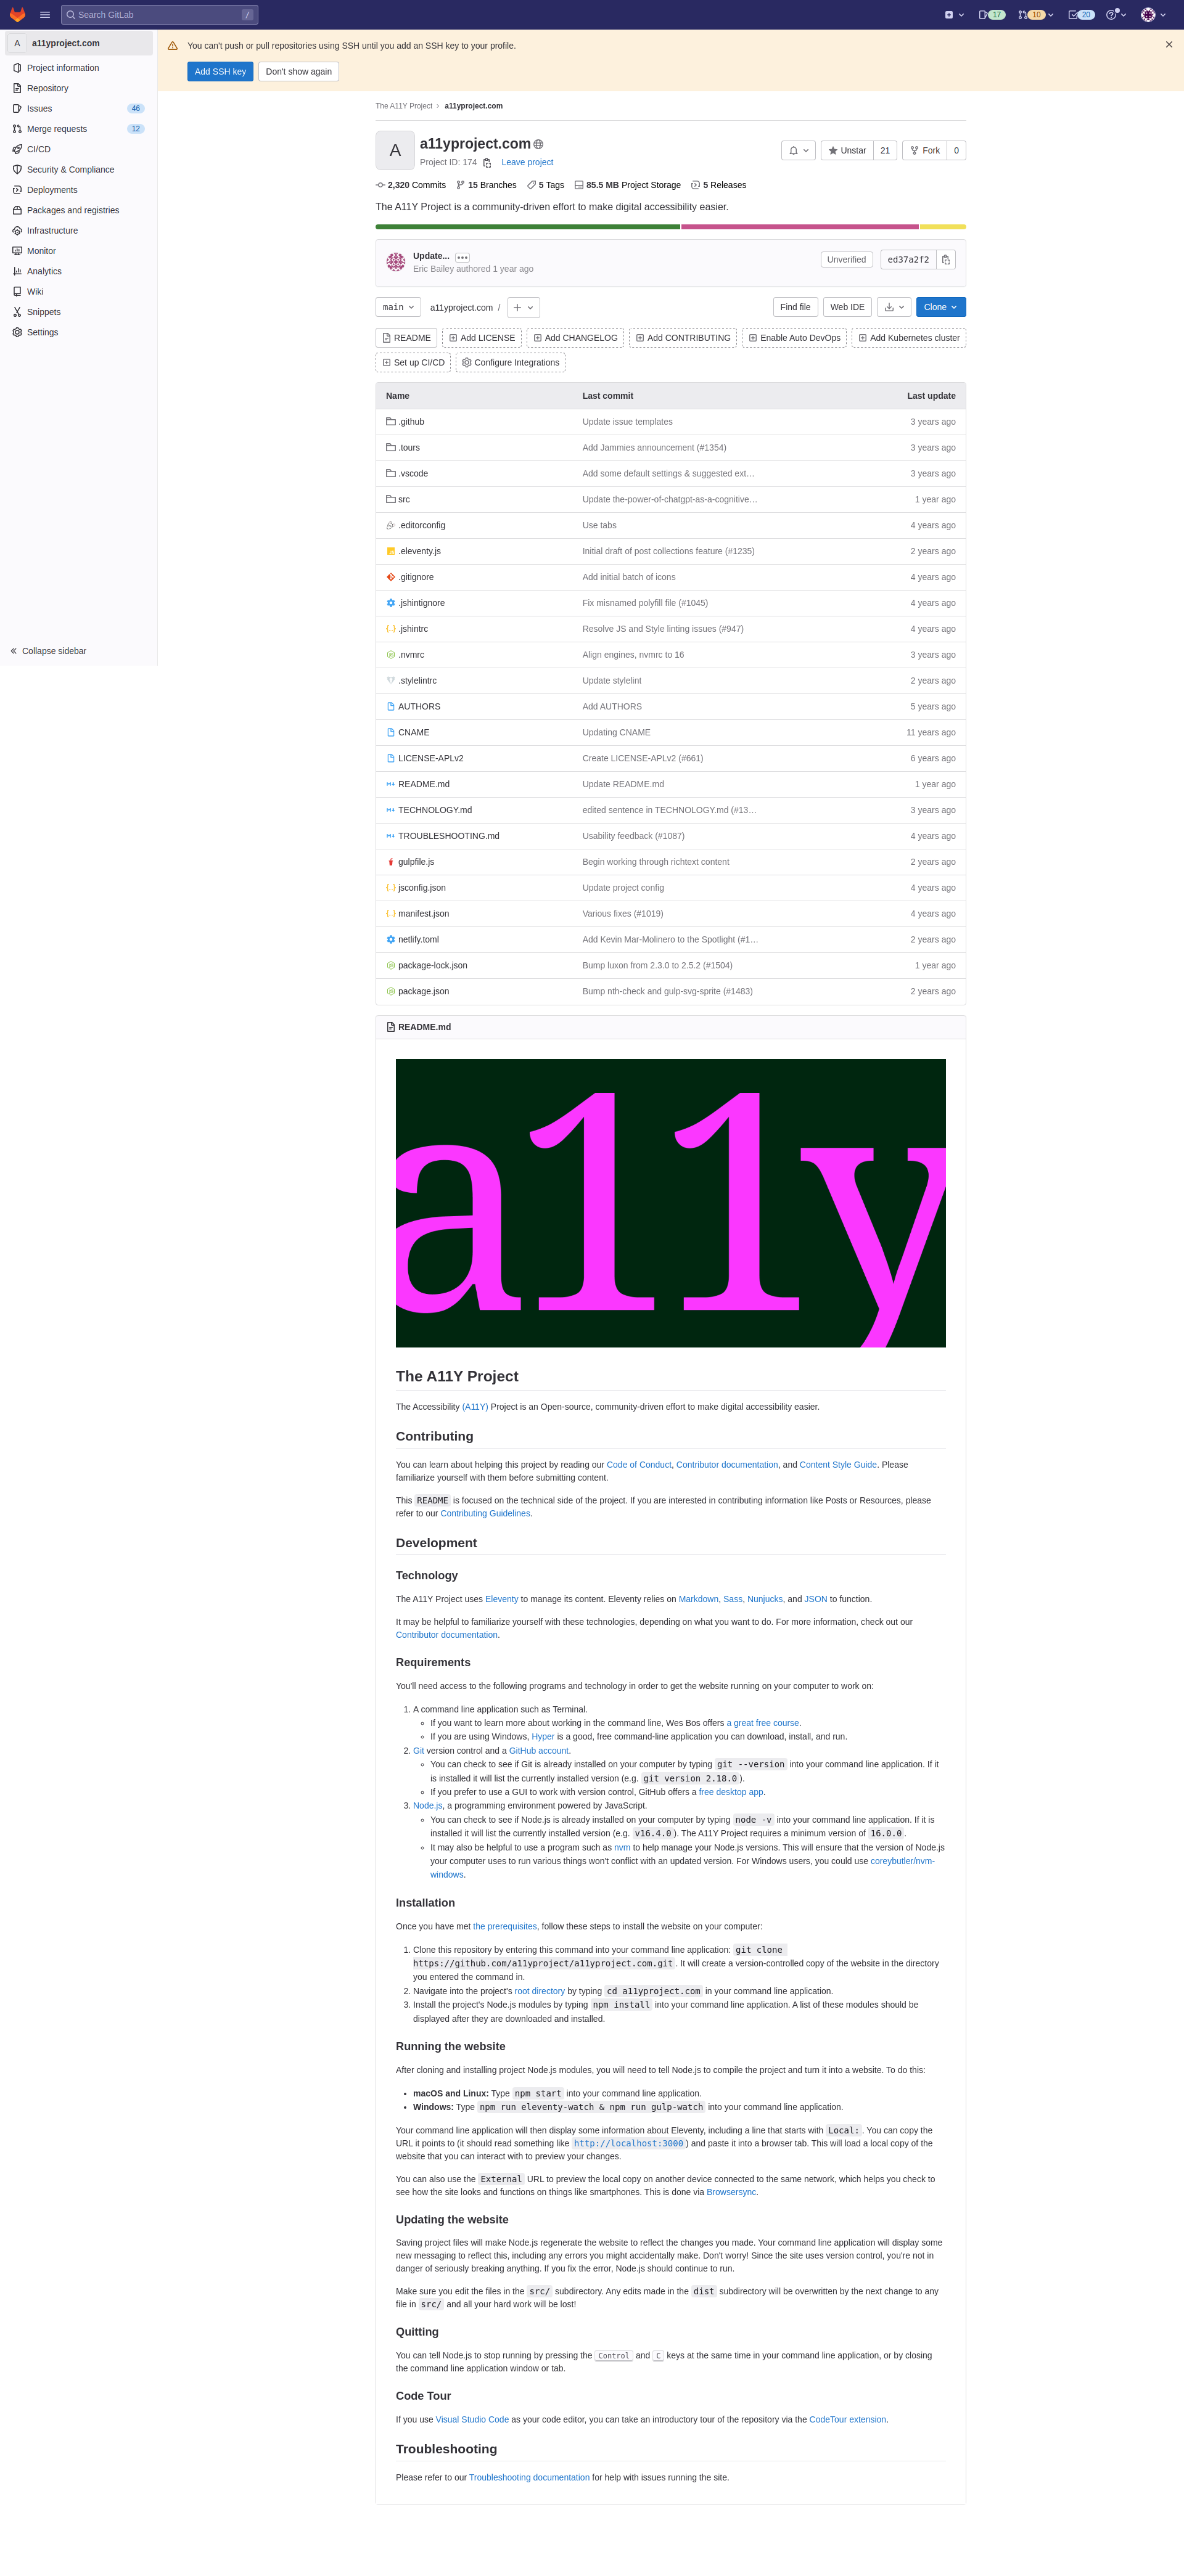 Search GitLab
/
17
10
20
A
a11yproject.com
Project information
Repository
Issues
46
Merge requests
12
CI/CD
Security & Compliance
Deployments
Packages and registries
Infrastructure
Monitor
Analytics
Wiki
Snippets
Settings
Collapse sidebar
You can't push or pull repositories using SSH until you add an SSH key to your profile.
Add SSH key
Don't show again
The A11Y Project › a11yproject.com
A
a11yproject.com
Project ID: 174
Leave project
Unstar
21
Fork
0
2,320 Commits
15 Branches
5 Tags
85.5 MB Project Storage
5 Releases
The A11Y Project is a community-driven effort to make digital accessibility easier.
Update...
Eric Bailey authored 1 year ago
Unverified
ed37a2f2
main
a11yproject.com /
Find file
Web IDE
Clone
README
Add LICENSE
Add CHANGELOG
Add CONTRIBUTING
Enable Auto DevOps
Add Kubernetes cluster
Set up CI/CD
Configure Integrations
Name Last commit Last update
.github Update issue templates 3 years ago
.tours Add Jammies announcement (#1354) 3 years ago
.vscode Add some default settings & suggested ext… 3 years ago
src Update the-power-of-chatgpt-as-a-cognitive… 1 year ago
.editorconfig Use tabs 4 years ago
.eleventy.js Initial draft of post collections feature (#1235) 2 years ago
.gitignore Add initial batch of icons 4 years ago
.jshintignore Fix misnamed polyfill file (#1045) 4 years ago
.jshintrc Resolve JS and Style linting issues (#947) 4 years ago
.nvmrc Align engines, nvmrc to 16 3 years ago
.stylelintrc Update stylelint 2 years ago
AUTHORS Add AUTHORS 5 years ago
CNAME Updating CNAME 11 years ago
LICENSE-APLv2 Create LICENSE-APLv2 (#661) 6 years ago
README.md Update README.md 1 year ago
TECHNOLOGY.md edited sentence in TECHNOLOGY.md (#13… 3 years ago
TROUBLESHOOTING.md Usability feedback (#1087) 4 years ago
gulpfile.js Begin working through richtext content 2 years ago
jsconfig.json Update project config 4 years ago
manifest.json Various fixes (#1019) 4 years ago
netlify.toml Add Kevin Mar-Molinero to the Spotlight (#1… 2 years ago
package-lock.json Bump luxon from 2.3.0 to 2.5.2 (#1504) 1 year ago
package.json Bump nth-check and gulp-svg-sprite (#1483) 2 years ago
README.md
a11y
The A11Y Project
The Accessibility (A11Y) Project is an Open-source, community-driven effort to make digital accessibility easier.
Contributing
You can learn about helping this project by reading our Code of Conduct, Contributor documentation, and Content Style Guide. Please
familiarize yourself with them before submitting content.
This README is focused on the technical side of the project. If you are interested in contributing information like Posts or Resources, please
refer to our Contributing Guidelines.
Development
Technology
The A11Y Project uses Eleventy to manage its content. Eleventy relies on Markdown, Sass, Nunjucks, and JSON to function.
It may be helpful to familiarize yourself with these technologies, depending on what you want to do. For more information, check out our
Contributor documentation.
Requirements
You'll need access to the following programs and technology in order to get the website running on your computer to work on:
1. A command line application such as Terminal.
If you want to learn more about working in the command line, Wes Bos offers a great free course.
If you are using Windows, Hyper is a good, free command-line application you can download, install, and run.
2. Git version control and a GitHub account.
You can check to see if Git is already installed on your computer by typing git --version into your command line application. If it
is installed it will list the currently installed version (e.g. git version 2.18.0 ).
If you prefer to use a GUI to work with version control, GitHub offers a free desktop app.
3. Node.js, a programming environment powered by JavaScript.
You can check to see if Node.js is already installed on your computer by typing node -v into your command line application. If it is
installed it will list the currently installed version (e.g. v16.4.0 ). The A11Y Project requires a minimum version of 16.0.0 .
It may also be helpful to use a program such as nvm to help manage your Node.js versions. This will ensure that the version of Node.js
your computer uses to run various things won't conflict with an updated version. For Windows users, you could use coreybutler/nvm-
windows.
Installation
Once you have met the prerequisites, follow these steps to install the website on your computer:
1. Clone this repository by entering this command into your command line application: git clone
https://github.com/a11yproject/a11yproject.com.git . It will create a version-controlled copy of the website in the directory
you entered the command in.
2. Navigate into the project's root directory by typing cd a11yproject.com in your command line application.
3. Install the project's Node.js modules by typing npm install into your command line application. A list of these modules should be
displayed after they are downloaded and installed.
Running the website
After cloning and installing project Node.js modules, you will need to tell Node.js to compile the project and turn it into a website. To do this:
• macOS and Linux: Type npm start into your command line application.
• Windows: Type npm run eleventy-watch & npm run gulp-watch into your command line application.
Your command line application will then display some information about Eleventy, including a line that starts with Local: . You can copy the
URL it points to (it should read something like http://localhost:3000 ) and paste it into a browser tab. This will load a local copy of the
website that you can interact with to preview your changes.
You can also use the External URL to preview the local copy on another device connected to the same network, which helps you check to
see how the site looks and functions on things like smartphones. This is done via Browsersync.
Updating the website
Saving project files will make Node.js regenerate the website to reflect the changes you made. Your command line application will display some
new messaging to reflect this, including any errors you might accidentally make. Don't worry! Since the site uses version control, you're not in
danger of seriously breaking anything. If you fix the error, Node.js should continue to run.
Make sure you edit the files in the src/ subdirectory. Any edits made in the dist subdirectory will be overwritten by the next change to any
file in src/ and all your hard work will be lost!
Quitting
You can tell Node.js to stop running by pressing the Control and C keys at the same time in your command line application, or by closing
the command line application window or tab.
Code Tour
If you use Visual Studio Code as your code editor, you can take an introductory tour of the repository via the CodeTour extension.
Troubleshooting
Please refer to our Troubleshooting documentation for help with issues running the site.